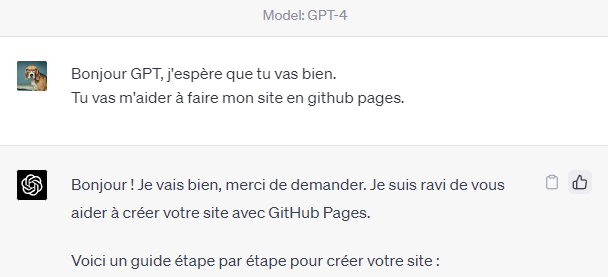 Model: GPT-4
Bonjour GPT, j'espère que tu vas bien.
Tu vas m'aider à faire mon site en github pages.
Bonjour ! Je vais bien, merci de demander. Je suis ravi de vous
aider à créer votre site avec GitHub Pages.
Voici un guide étape par étape pour créer votre site :